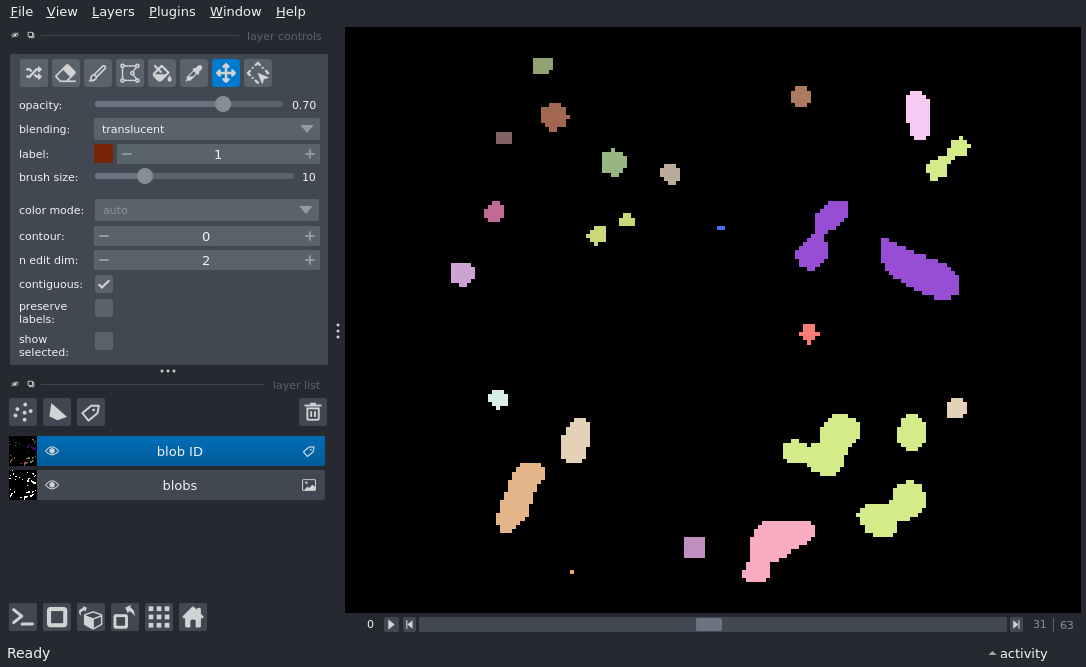 File View Layers Plugins Window Help
layer controls
opacity: 0.70
blending: translucent
label: 1
brush size: 10
color mode: auto
contour: 0
n edit dim: 2
contiguous:
preserve
labels:
show
selected:
layer list
blob ID
blobs
0 31 | 63
Ready activity